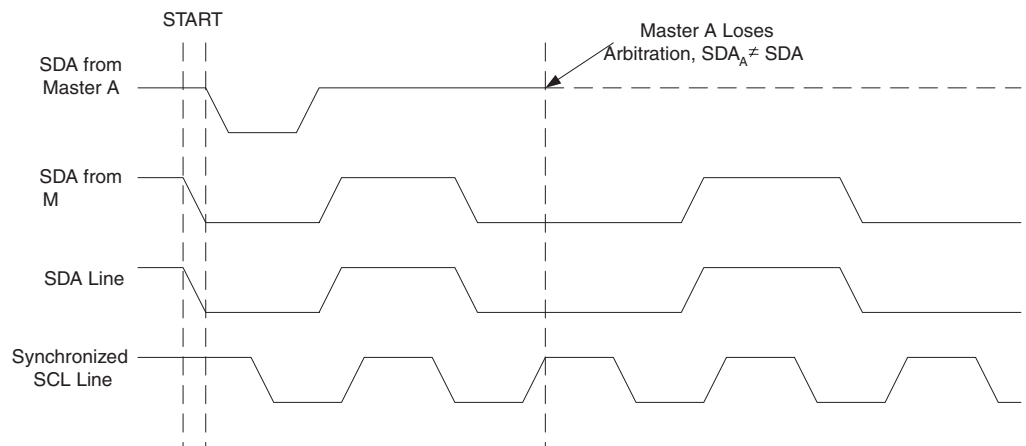 START
Master A Loses
Arbitration, SDA_A ≠ SDA
SDA from
Master A
SDA from
M
SDA Line
Synchronized
SCL Line